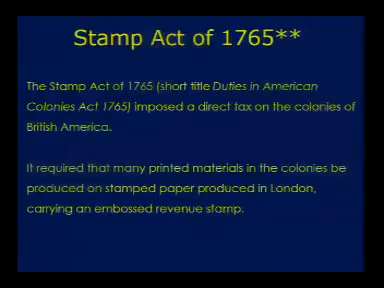 Stamp Act of 1765**
The Stamp Act of 1765 (short title Duties in American
Colonies Act 1765) imposed a direct tax on the colonies of
British America.
It required that many printed materials in the colonies be
produced on stamped paper produced in London,
carrying an embossed revenue stamp.